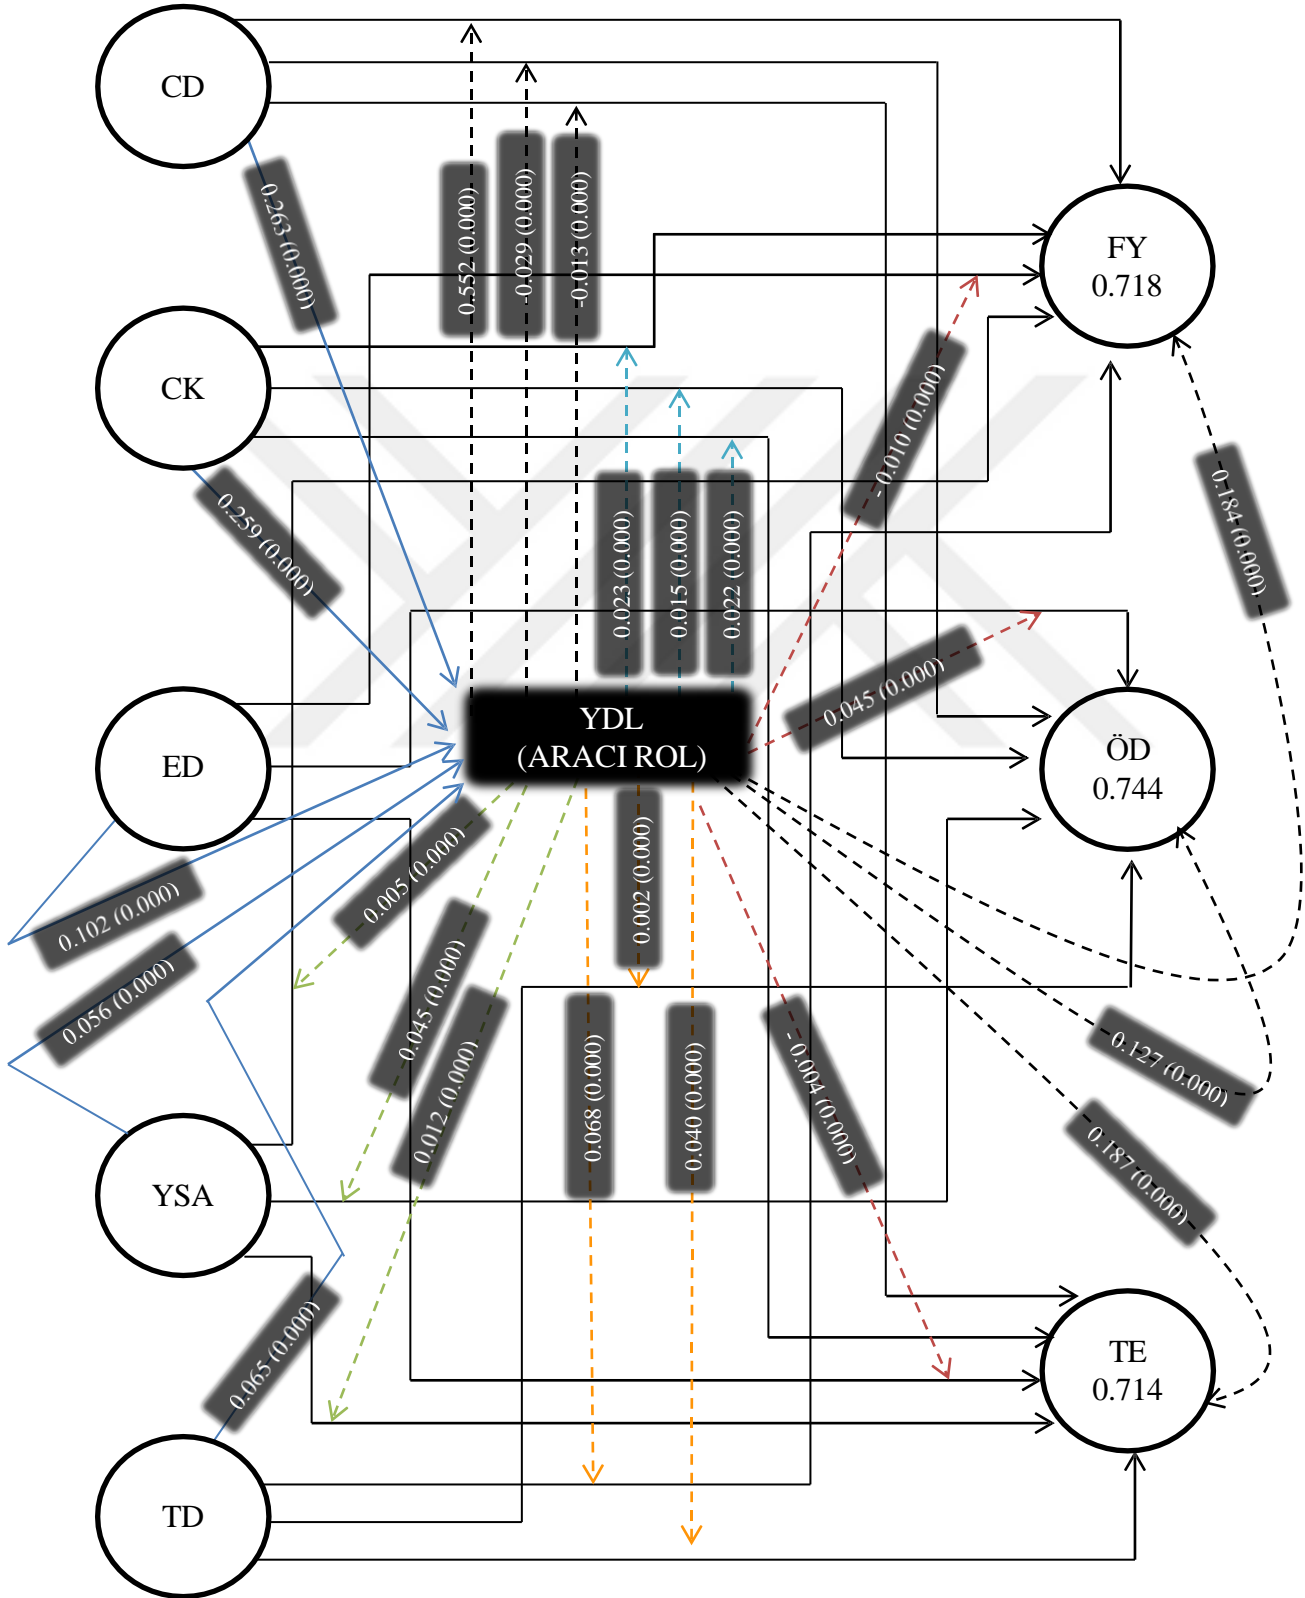 CD
0.263 (0.000)
0.552 (0.000)
-0.029 (0.000)
-0.013 (0.000)
FY
0.718
CK
0.259 (0.000)
0.023 (0.000)
0.015 (0.000)
0.022 (0.000)
- 0.010 (0.000)
0.184 (0.000)
0.045 (0.000)
YDL
(ARACI ROL)
ED
ÖD
0.744
0.102 (0.000)
0.056 (0.000)
0.005 (0.000)
0.045 (0.000)
0.012 (0.000)
0.002 (0.000)
0.068 (0.000)
0.040 (0.000)
- 0.004 (0.000)
0.127 (0.000)
0.187 (0.000)
YSA
0.065 (0.000)
TE
0.714
TD